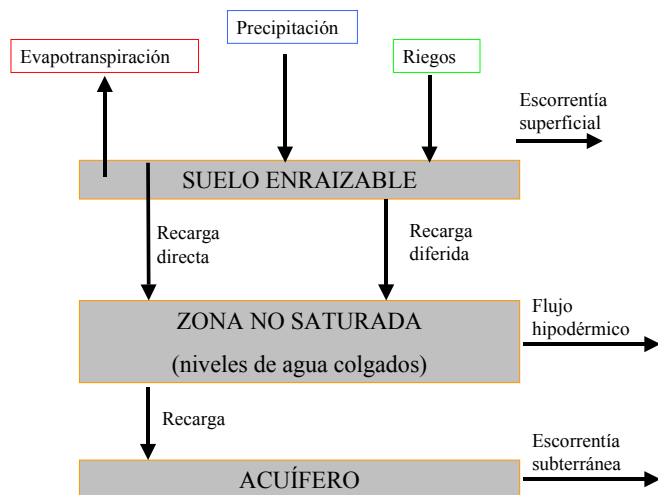 Precipitación
Evapotranspiración
Riegos
Escorrentía
superficial
SUELO ENRAIZABLE
Recarga
directa
Recarga
diferida
ZONA NO SATURADA
(niveles de agua colgados)
Flujo
hipodérmico
Recarga
Escorrentía
subterránea
ACUÍFERO